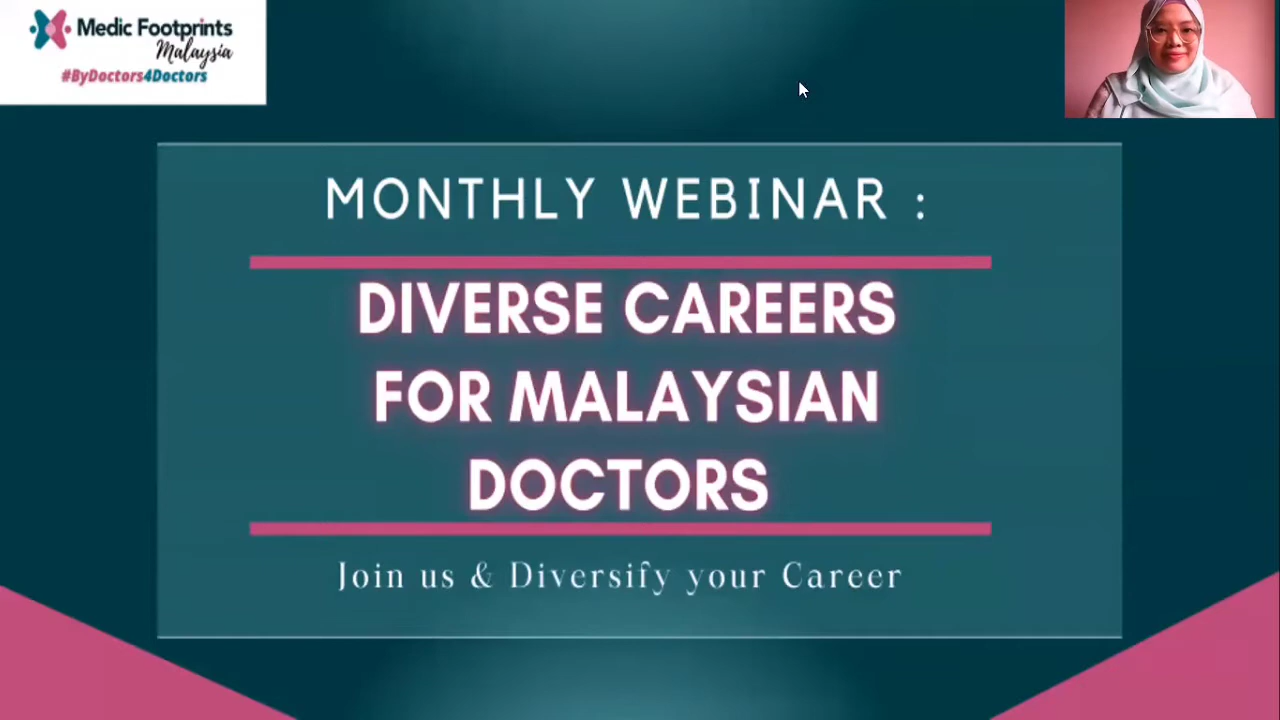 Medic Footprints
Malaysia
#ByDoctors4Doctors
MONTHLY WEBINAR :
DIVERSE CAREERS
FOR MALAYSIAN
DOCTORS
Join us & Diversify your Career